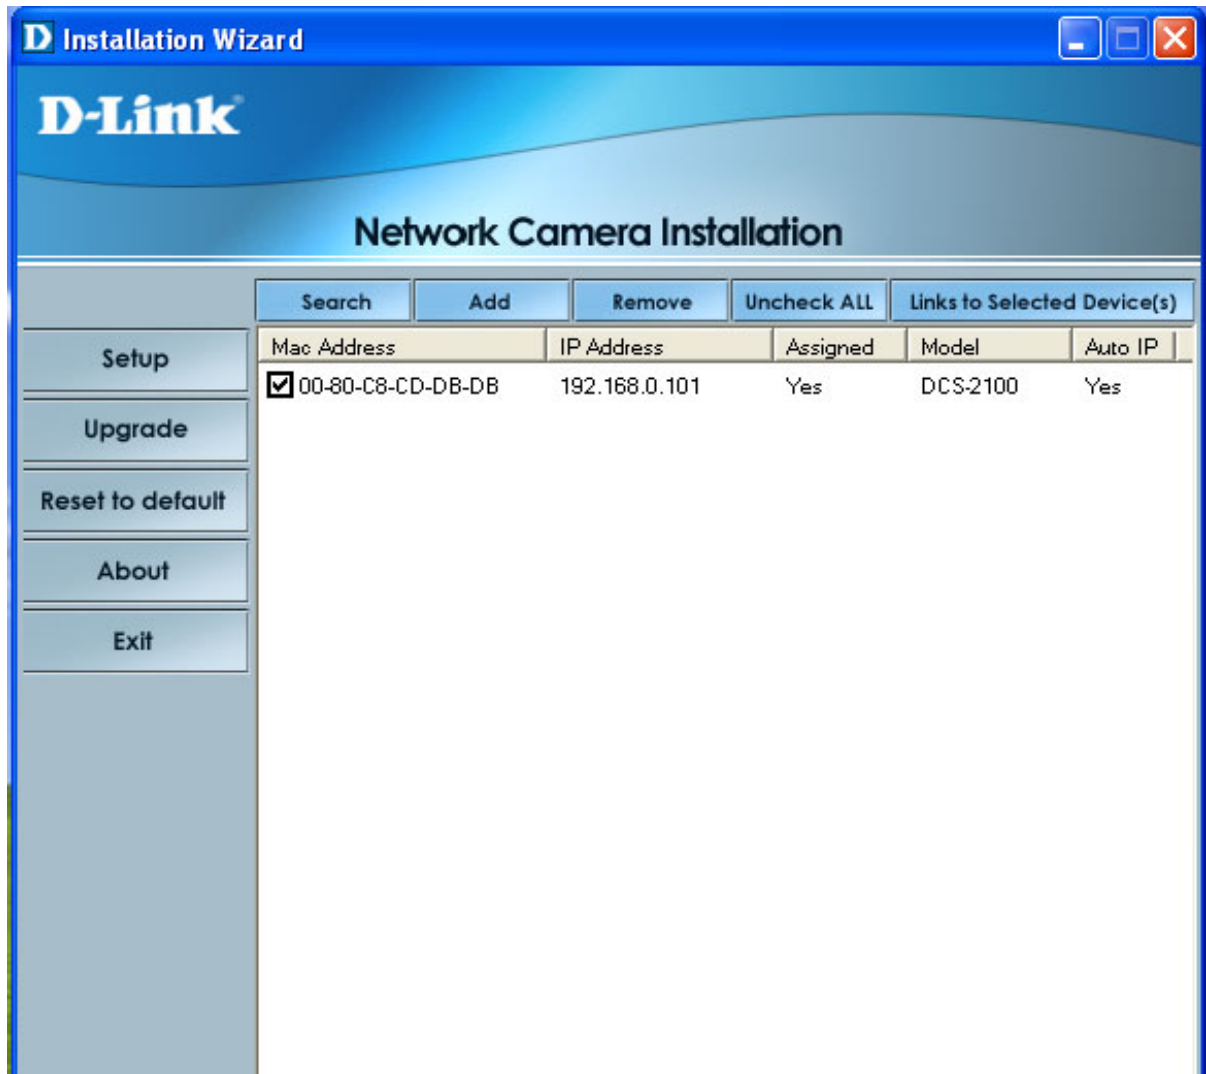 D Installation Wizard
D-Link®
Network Camera Installation
Search Add Remove Uncheck ALL Links to Selected Device(s)
Mac Address IP Address Assigned Model Auto IP
00-80-C8-CD-DB-DB 192.168.0.101 Yes DCS-2100 Yes
Setup
Upgrade
Reset to default
About
Exit